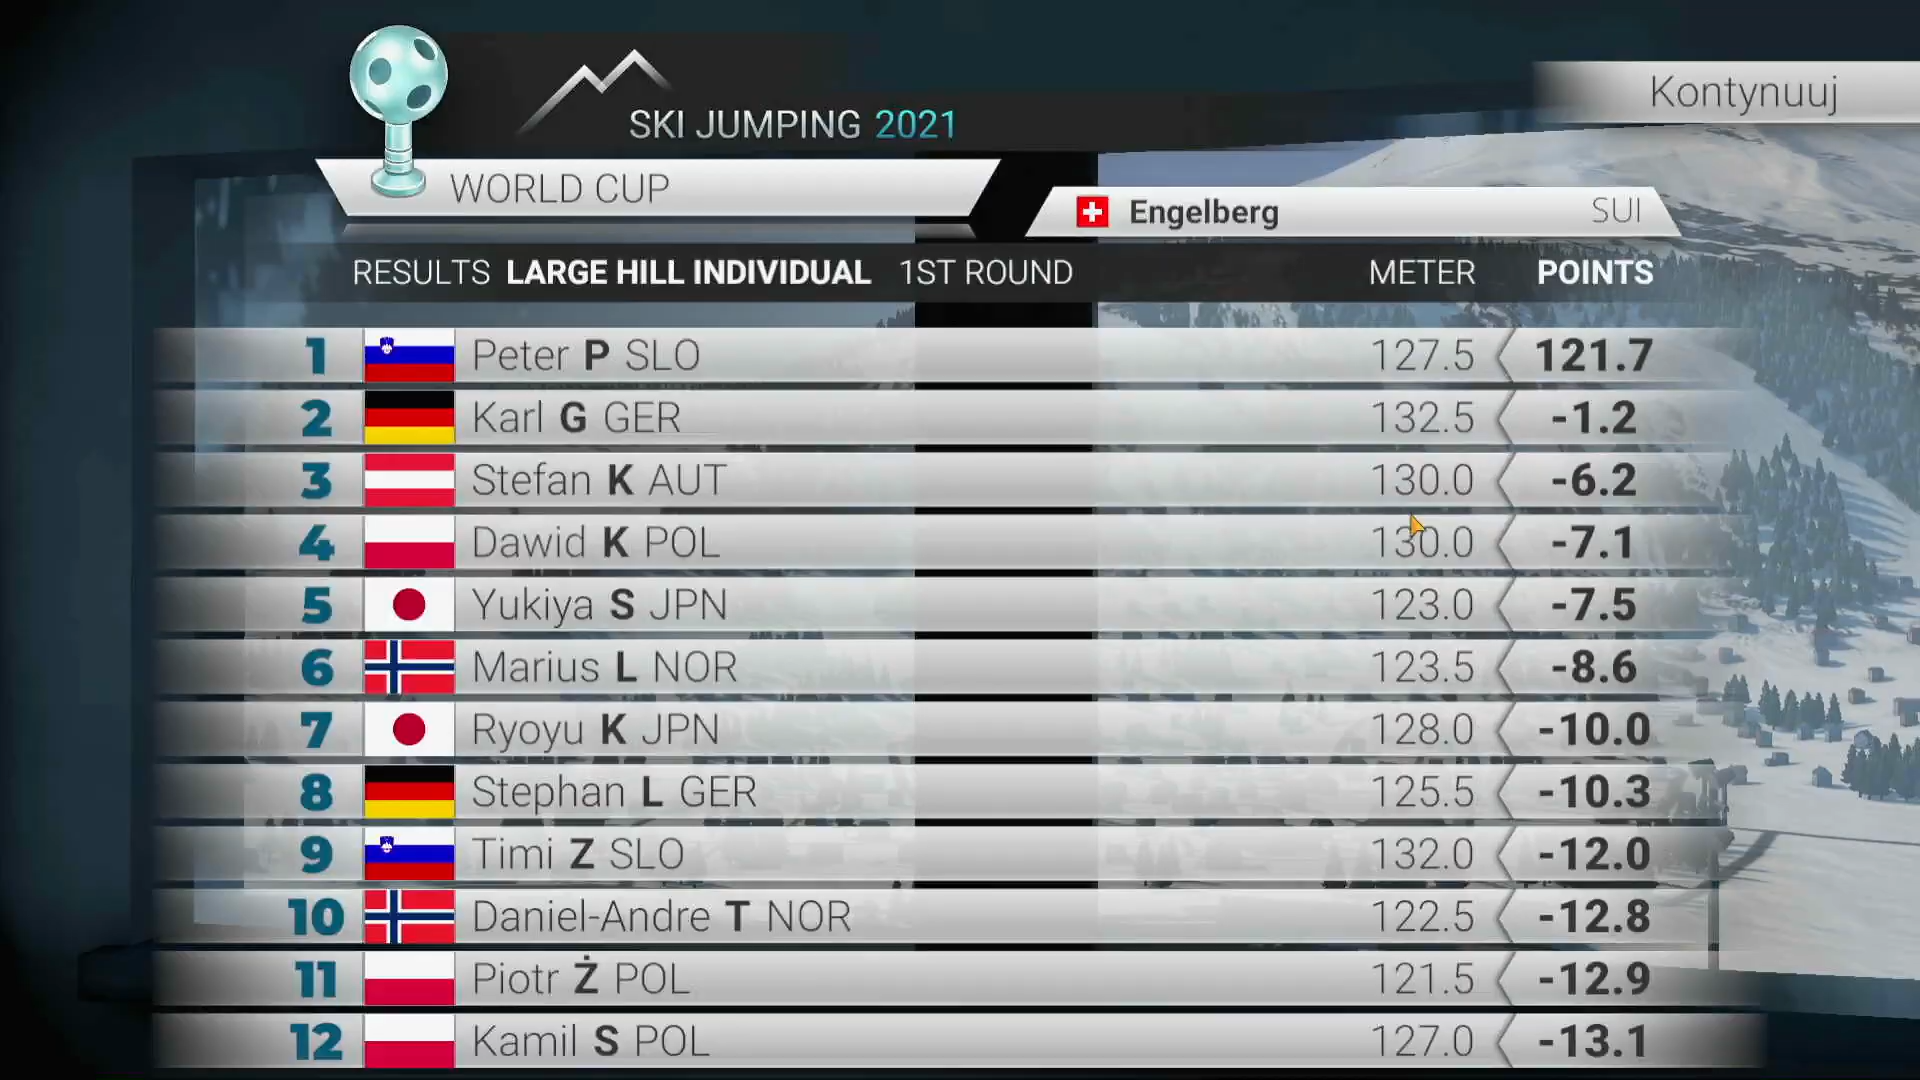 SKI JUMPING 2021
Kontynuuj
WORLD CUP
Engelberg SUI
RESULTS LARGE HILL INDIVIDUAL 1ST ROUND METER POINTS
1 Peter P SLO 127.5 121.7
2 Karl G GER 132.5 -1.2
3 Stefan K AUT 130.0 -6.2
4 Dawid K POL 130.0 -7.1
5 Yukiya S JPN 123.0 -7.5
6 Marius L NOR 123.5 -8.6
7 Ryoyu K JPN 128.0 -10.0
8 Stephan L GER 125.5 -10.3
9 Timi Z SLO 132.0 -12.0
10 Daniel-Andre T NOR 122.5 -12.8
11 Piotr Ż POL 121.5 -12.9
12 Kamil S POL 127.0 -13.1